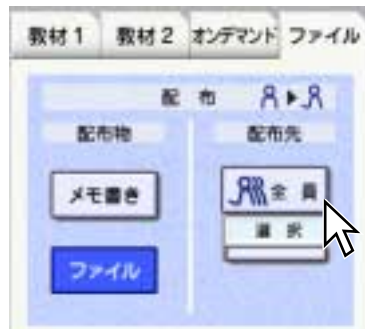 教材1 教材2 オンデマンド ファイル
配布
配布物 配布先
メモ書き 全員
選択
ファイル